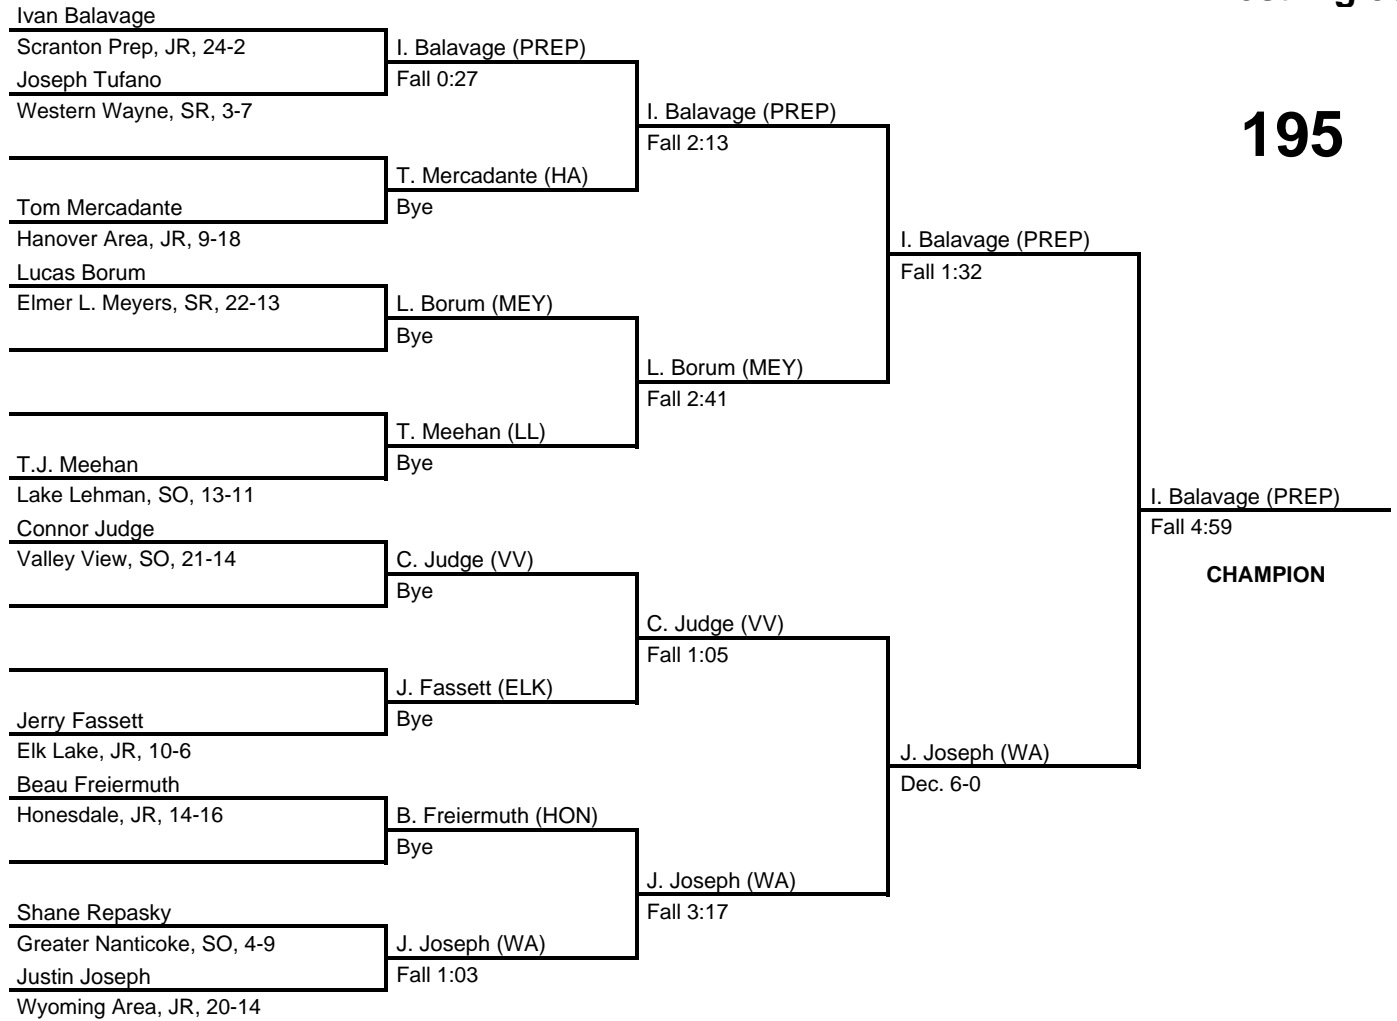 Ivan Balavage
Scranton Prep, JR, 24-2
Joseph Tufano
Western Wayne, SR, 3-7
Tom Mercadante
Hanover Area, JR, 9-18
Lucas Borum
Elmer L. Meyers, SR, 22-13
T.J. Meehan
Lake Lehman, SO, 13-11
Connor Judge
Valley View, SO, 21-14
Jerry Fassett
Elk Lake, JR, 10-6
Beau Freiermuth
Honesdale, JR, 14-16
Shane Repasky
Greater Nanticoke, SO, 4-9
Justin Joseph
Wyoming Area, JR, 20-14
I. Balavage (PREP)
Fall 0:27
T. Mercadante (HA)
Bye
L. Borum (MEY)
Bye
T. Meehan (LL)
Bye
C. Judge (VV)
Bye
J. Fassett (ELK)
Bye
B. Freiermuth (HON)
Bye
J. Joseph (WA)
Fall 1:03
I. Balavage (PREP)
Fall 2:13
L. Borum (MEY)
Fall 2:41
C. Judge (VV)
Fall 1:05
J. Joseph (WA)
Fall 3:17
I. Balavage (PREP)
Fall 1:32
J. Joseph (WA)
Dec. 6-0
195
I. Balavage (PREP)
Fall 4:59
CHAMPION